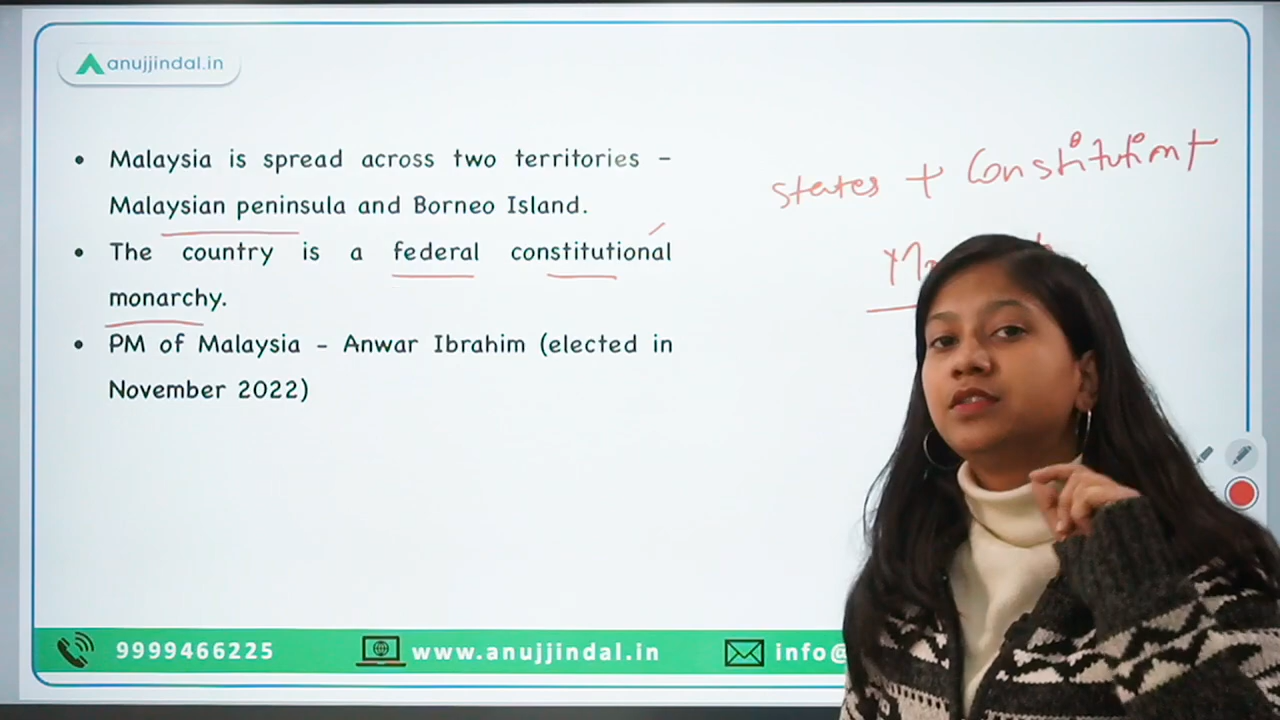 anujjindal.in
• Malaysia is spread across two territories –
Malaysian peninsula and Borneo Island.
• The country is a federal constitutional
monarchy.
• PM of Malaysia – Anwar Ibrahim (elected in
November 2022)
states + Constitution
9999466225
www.anujjindal.in
info@